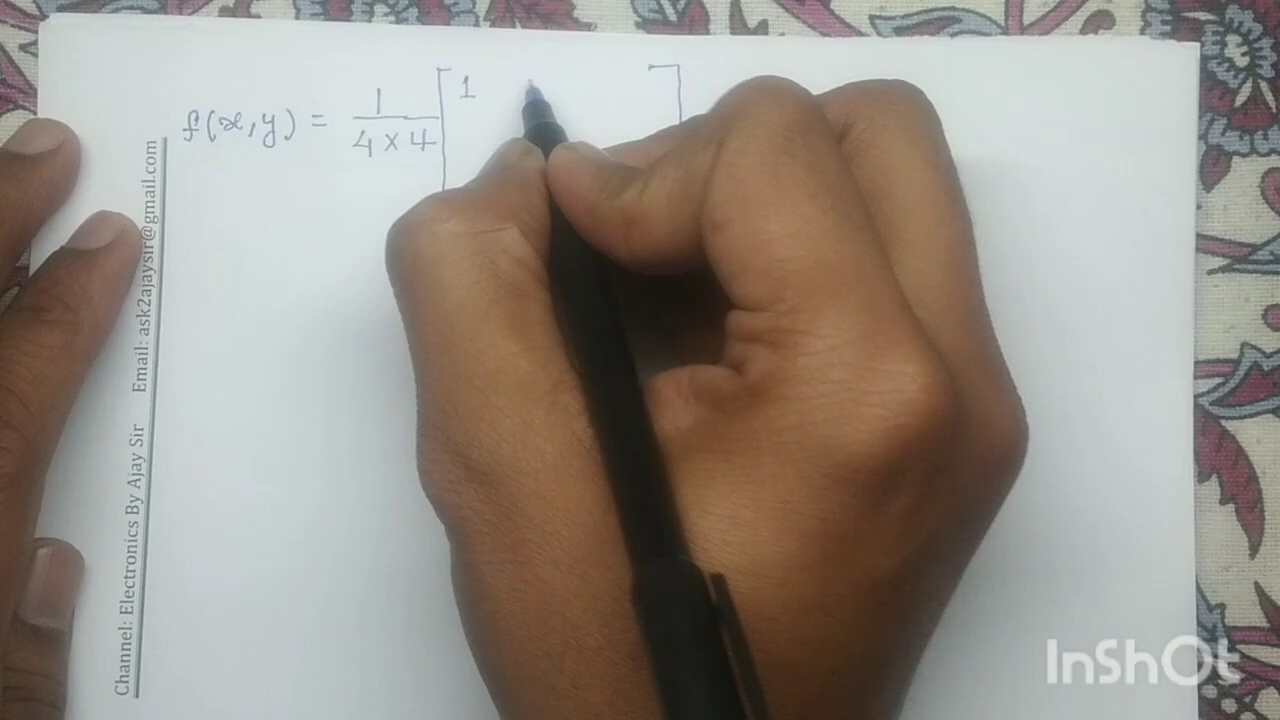 f(x,y) = 1/(4 × 4) [ 1 ]
Channel: Electronics By Ajay Sir Email: ask2ajaysir@gmail.com
InShOt